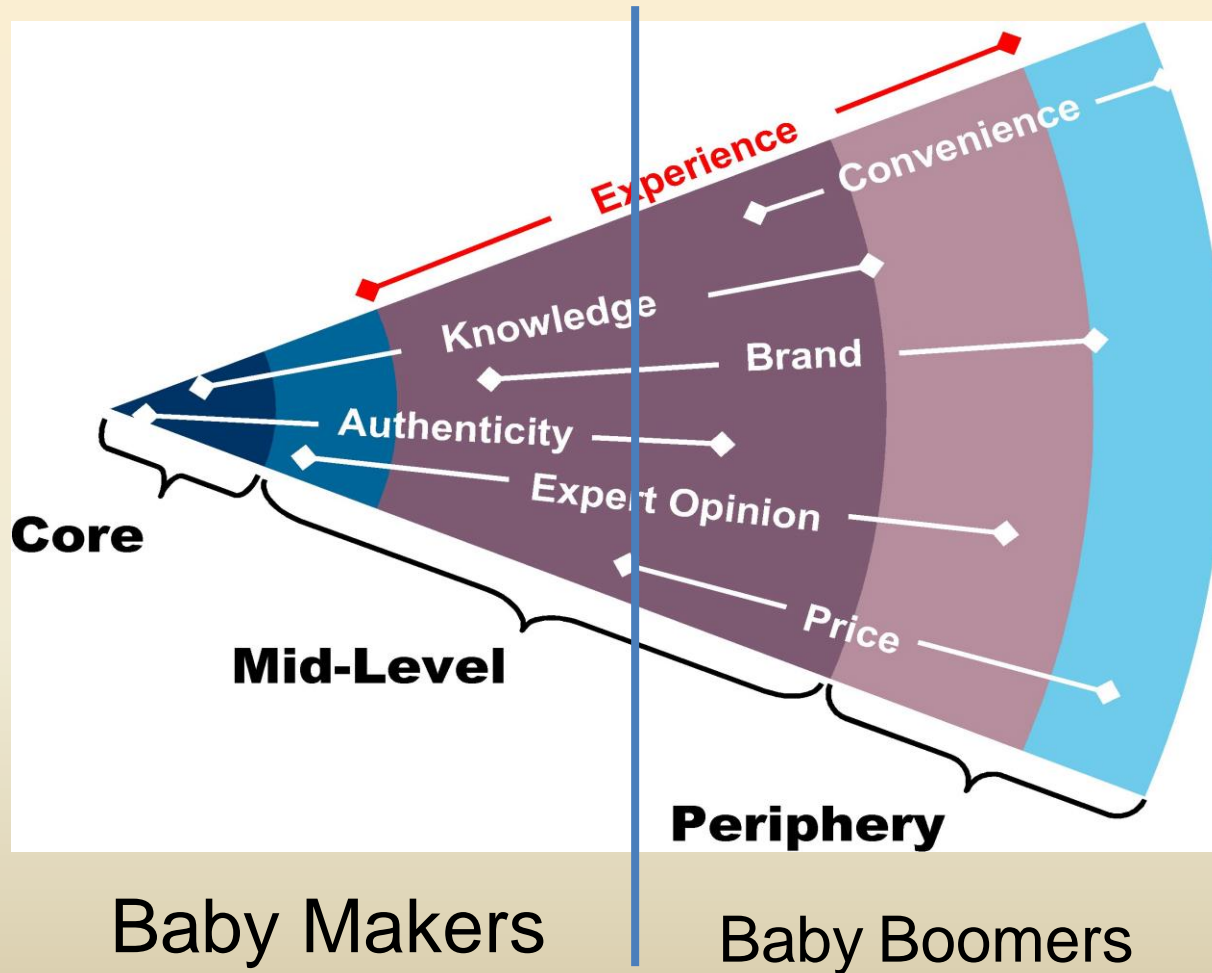 Experience
Convenience
Knowledge
Brand
Authenticity
Expert Opinion
Price
Core
Mid-Level
Periphery
Baby Makers
Baby Boomers